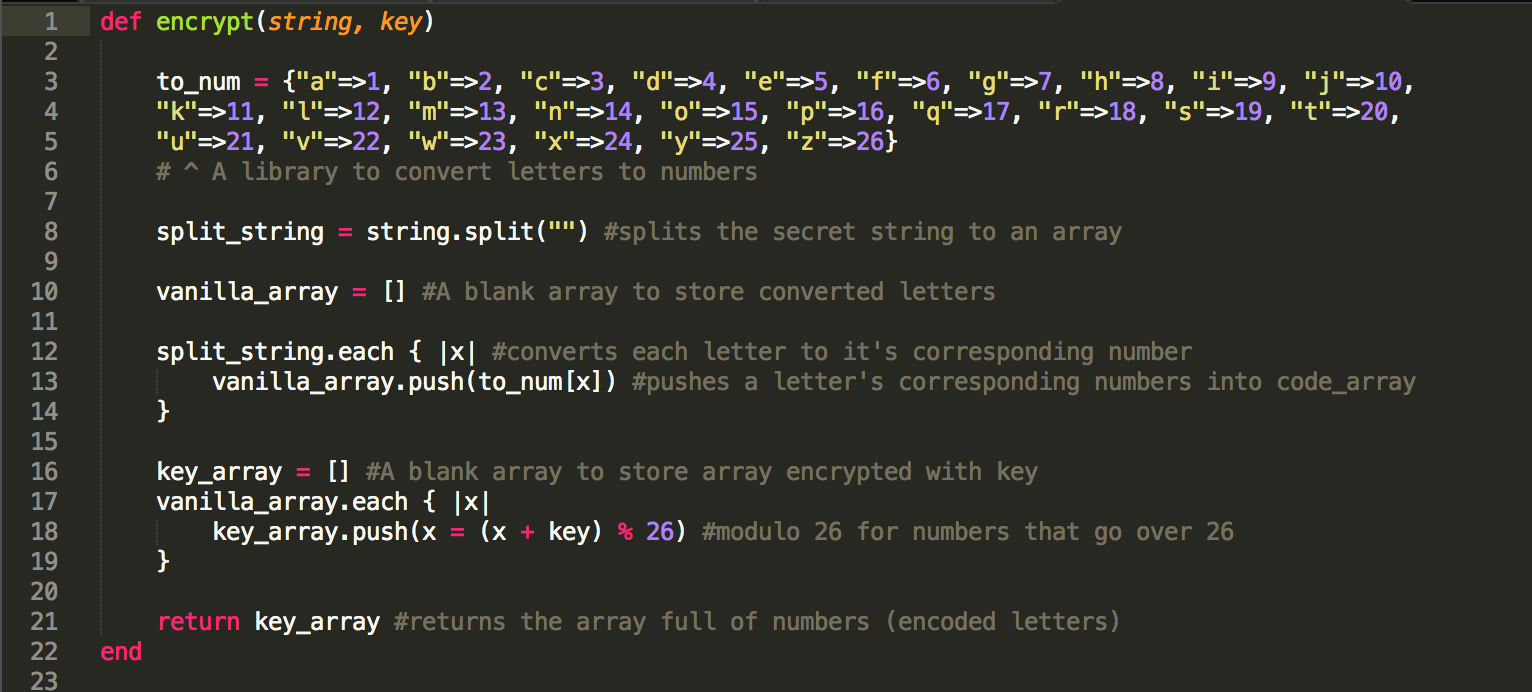 1 def encrypt(string, key)
2
3 to_num = {"a"=>1, "b"=>2, "c"=>3, "d"=>4, "e"=>5, "f"=>6, "g"=>7, "h"=>8, "i"=>9, "j"=>10,
4 "k"=>11, "l"=>12, "m"=>13, "n"=>14, "o"=>15, "p"=>16, "q"=>17, "r"=>18, "s"=>19, "t"=>20,
5 "u"=>21, "v"=>22, "w"=>23, "x"=>24, "y"=>25, "z"=>26}
6 # ^ A library to convert letters to numbers
7
8 split_string = string.split("") #splits the secret string to an array
9
10 vanilla_array = [] #A blank array to store converted letters
11
12 split_string.each { |x| #converts each letter to it's corresponding number
13 vanilla_array.push(to_num[x]) #pushes a letter's corresponding numbers into code_array
14 }
15
16 key_array = [] #A blank array to store array encrypted with key
17 vanilla_array.each { |x|
18 key_array.push(x = (x + key) % 26) #modulo 26 for numbers that go over 26
19 }
20
21 return key_array #returns the array full of numbers (encoded letters)
22 end
23